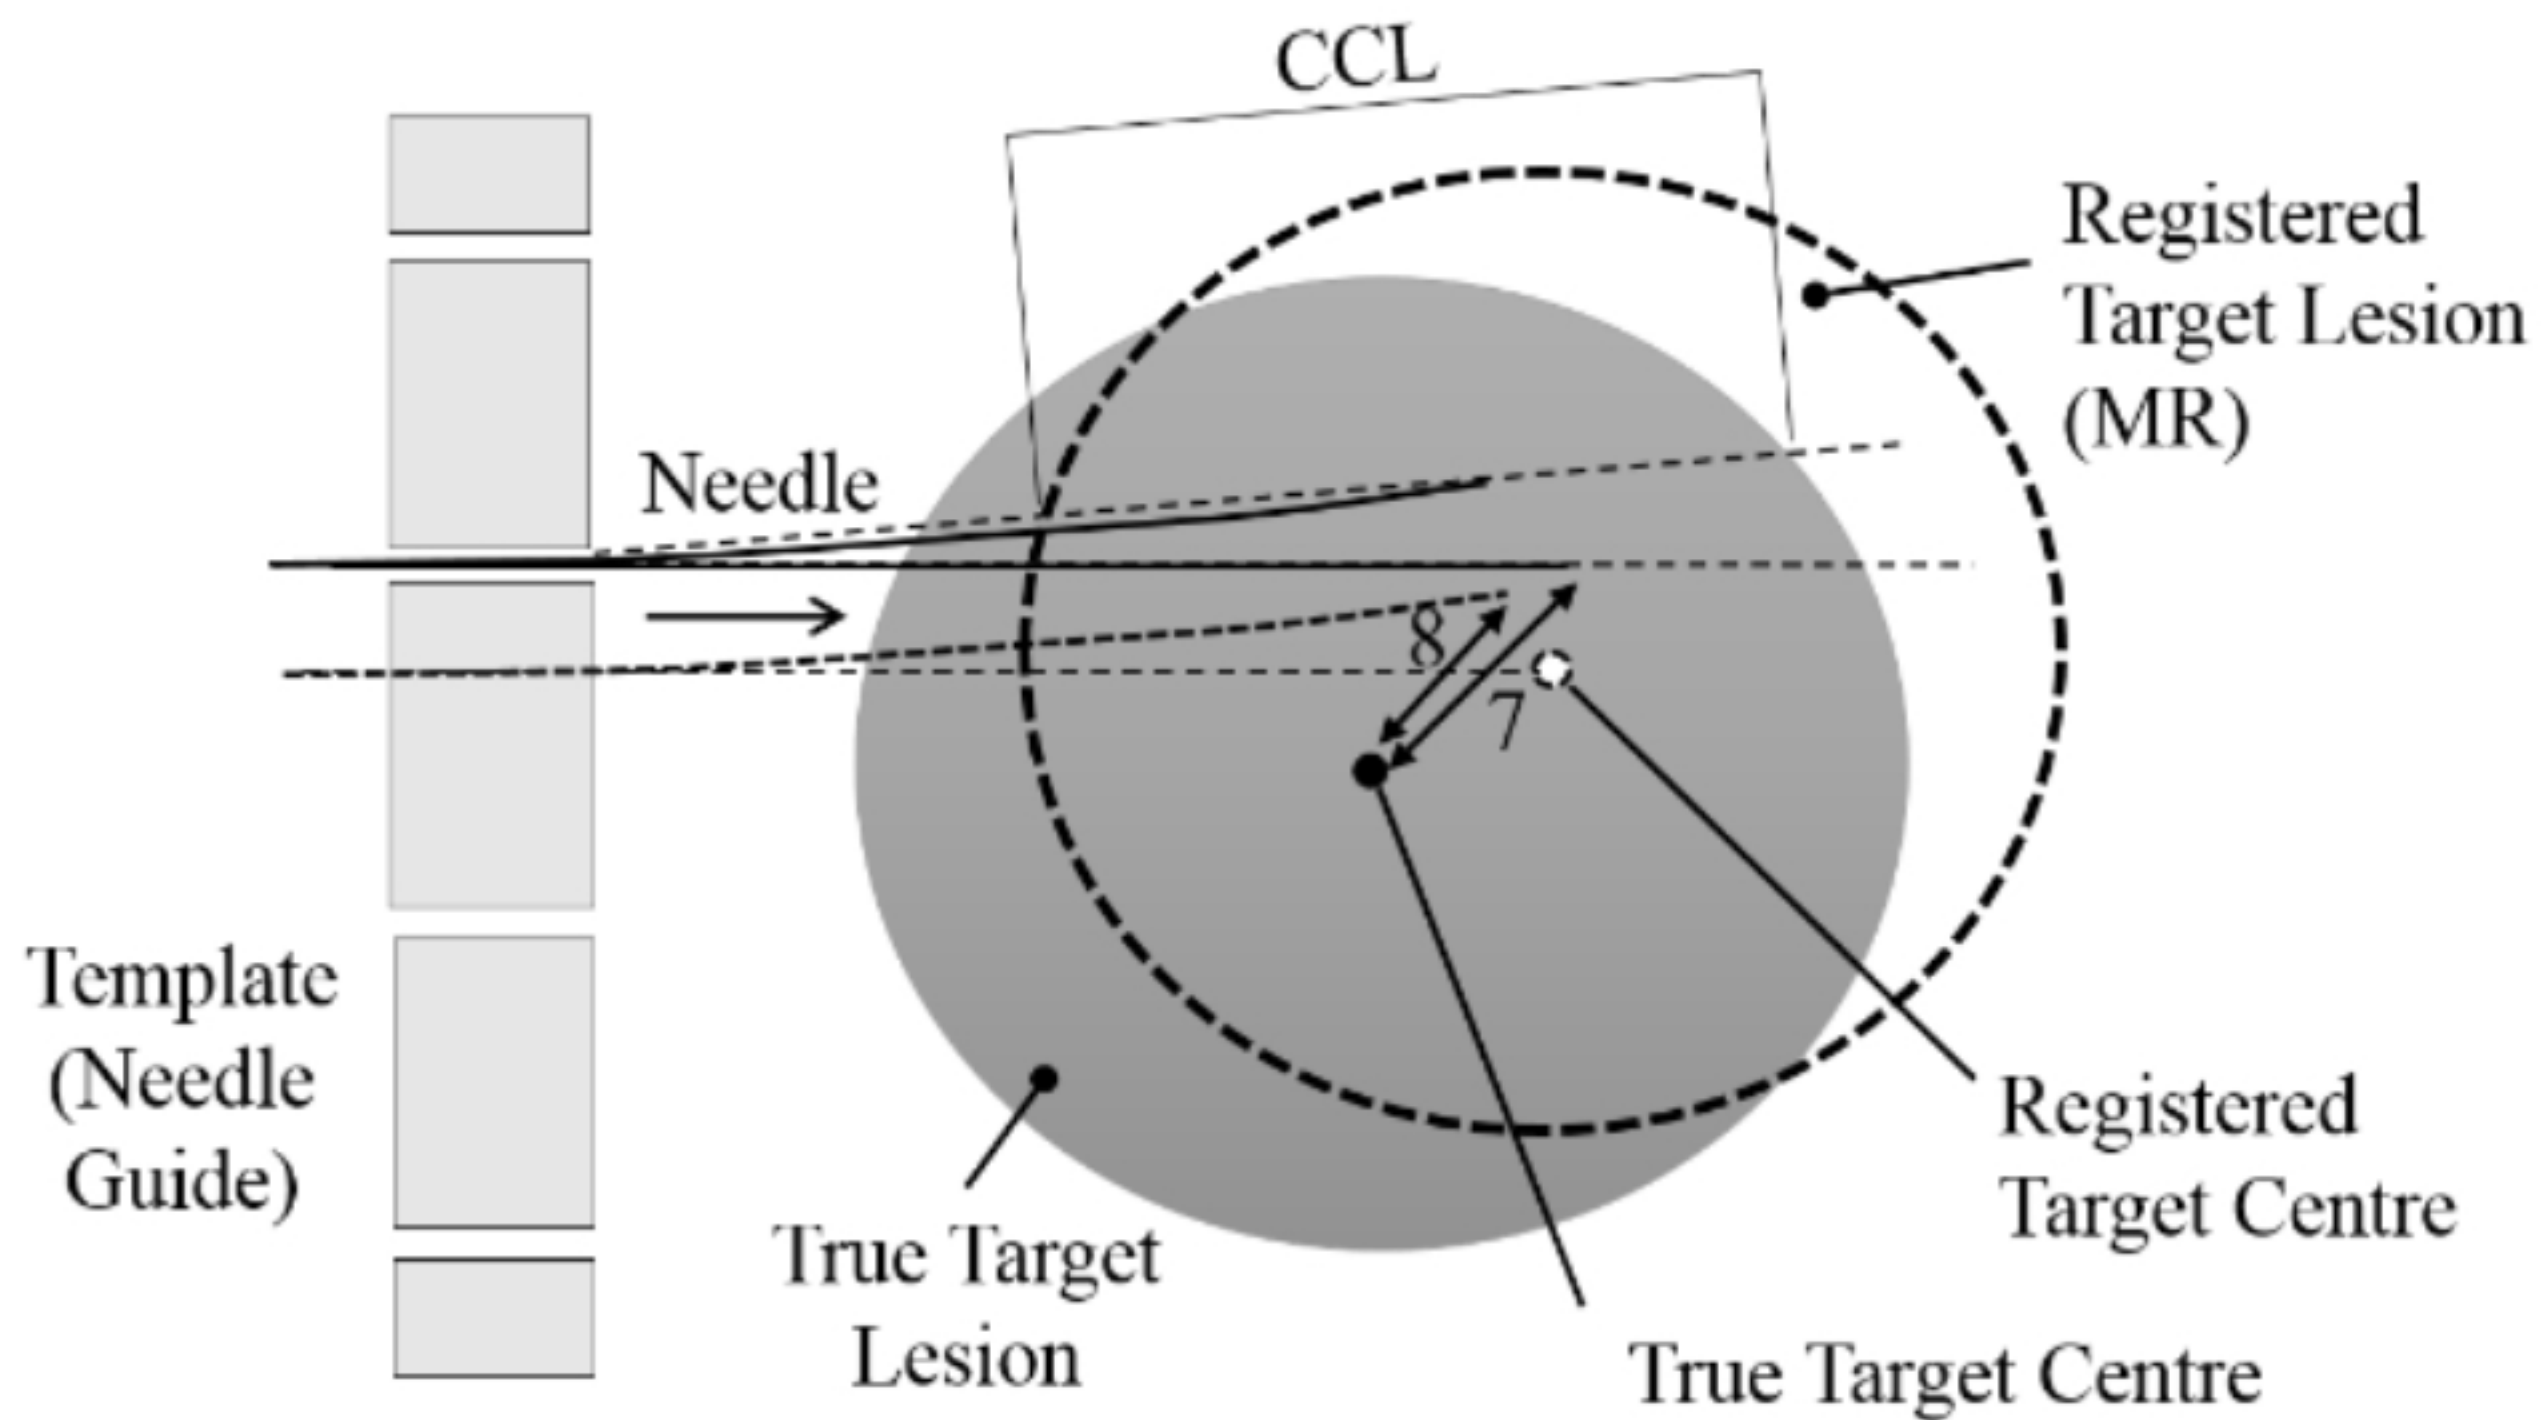 CCL
Registered
Target Lesion
(MR)
Needle
8
7
Template
(Needle
Guide)
True Target
Lesion
Registered
Target Centre
True Target Centre